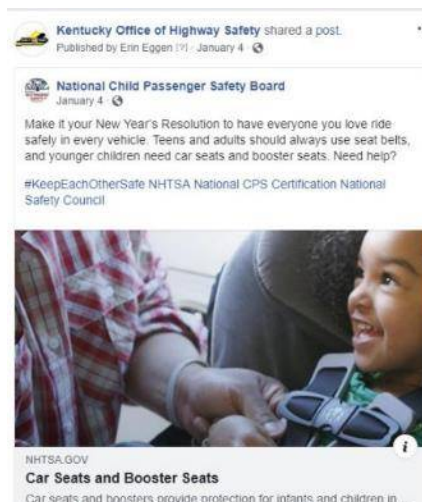 Kentucky Office of Highway Safety shared a post.
Published by Erin Eggen [?] · January 4 ·
National Child Passenger Safety Board
January 4 ·
Make it your New Year's Resolution to have everyone you love ride
safely in every vehicle. Teens and adults should always use seat belts,
and younger children need car seats and booster seats. Need help?
#KeepEachOtherSafe NHTSA National CPS Certification National
Safety Council
i
NHTSA.GOV
Car Seats and Booster Seats
Car seats and boosters provide protection for infants and children in